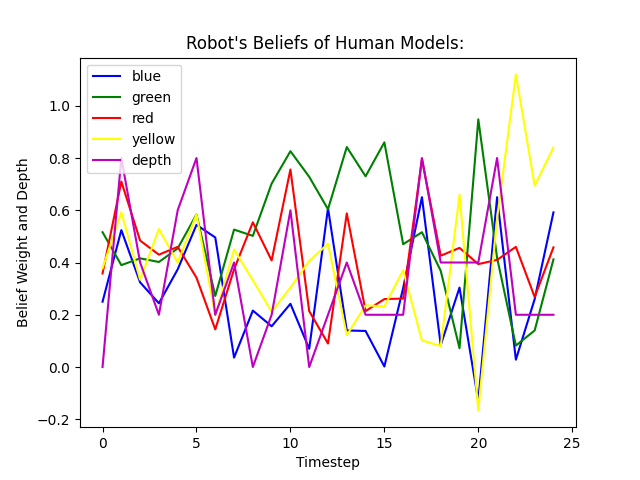 Robot's Beliefs of Human Models:
blue
green
red
yellow
depth
Belief Weight and Depth
1.0
0.8
0.6
0.4
0.2
0.0
−0.2
0 5 10 15 20 25
Timestep